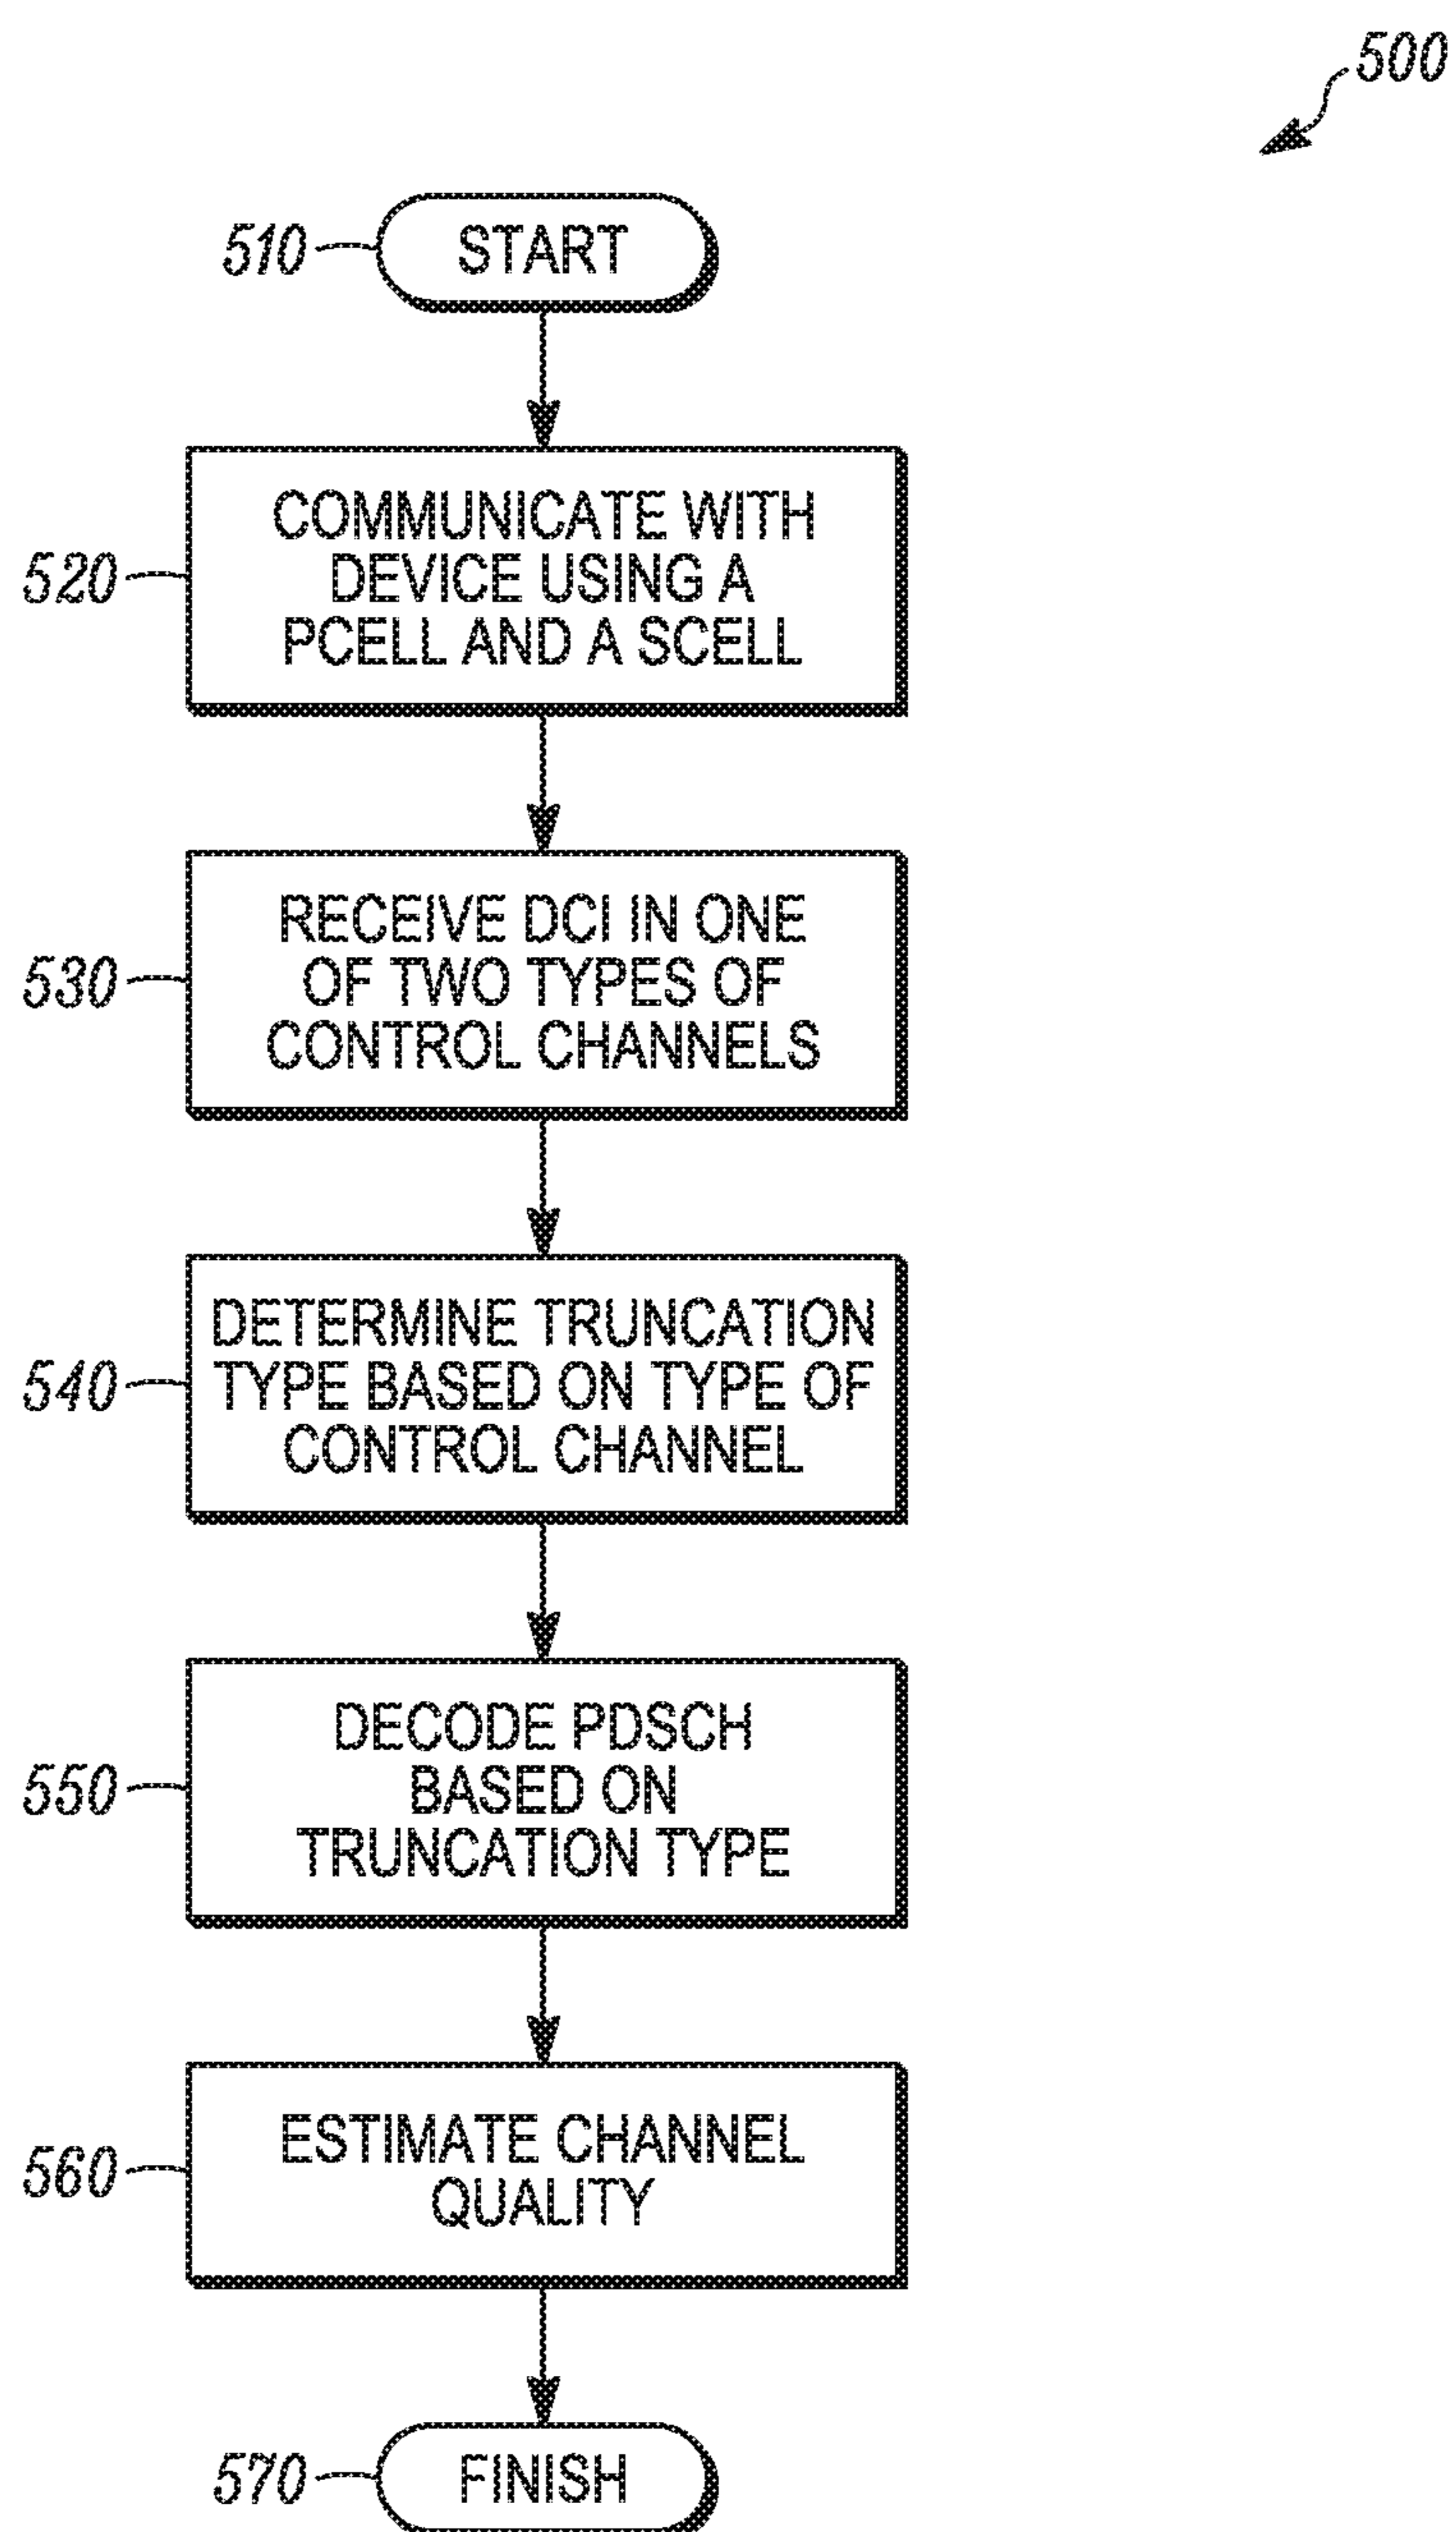 500
510
START
520
COMMUNICATE WITH
DEVICE USING A
PCELL AND A SCELL
530
RECEIVE DCI IN ONE
OF TWO TYPES OF
CONTROL CHANNELS
540
DETERMINE TRUNCATION
TYPE BASED ON TYPE OF
CONTROL CHANNEL
550
DECODE PDSCH
BASED ON
TRUNCATION TYPE
560
ESTIMATE CHANNEL
QUALITY
570
FINISH